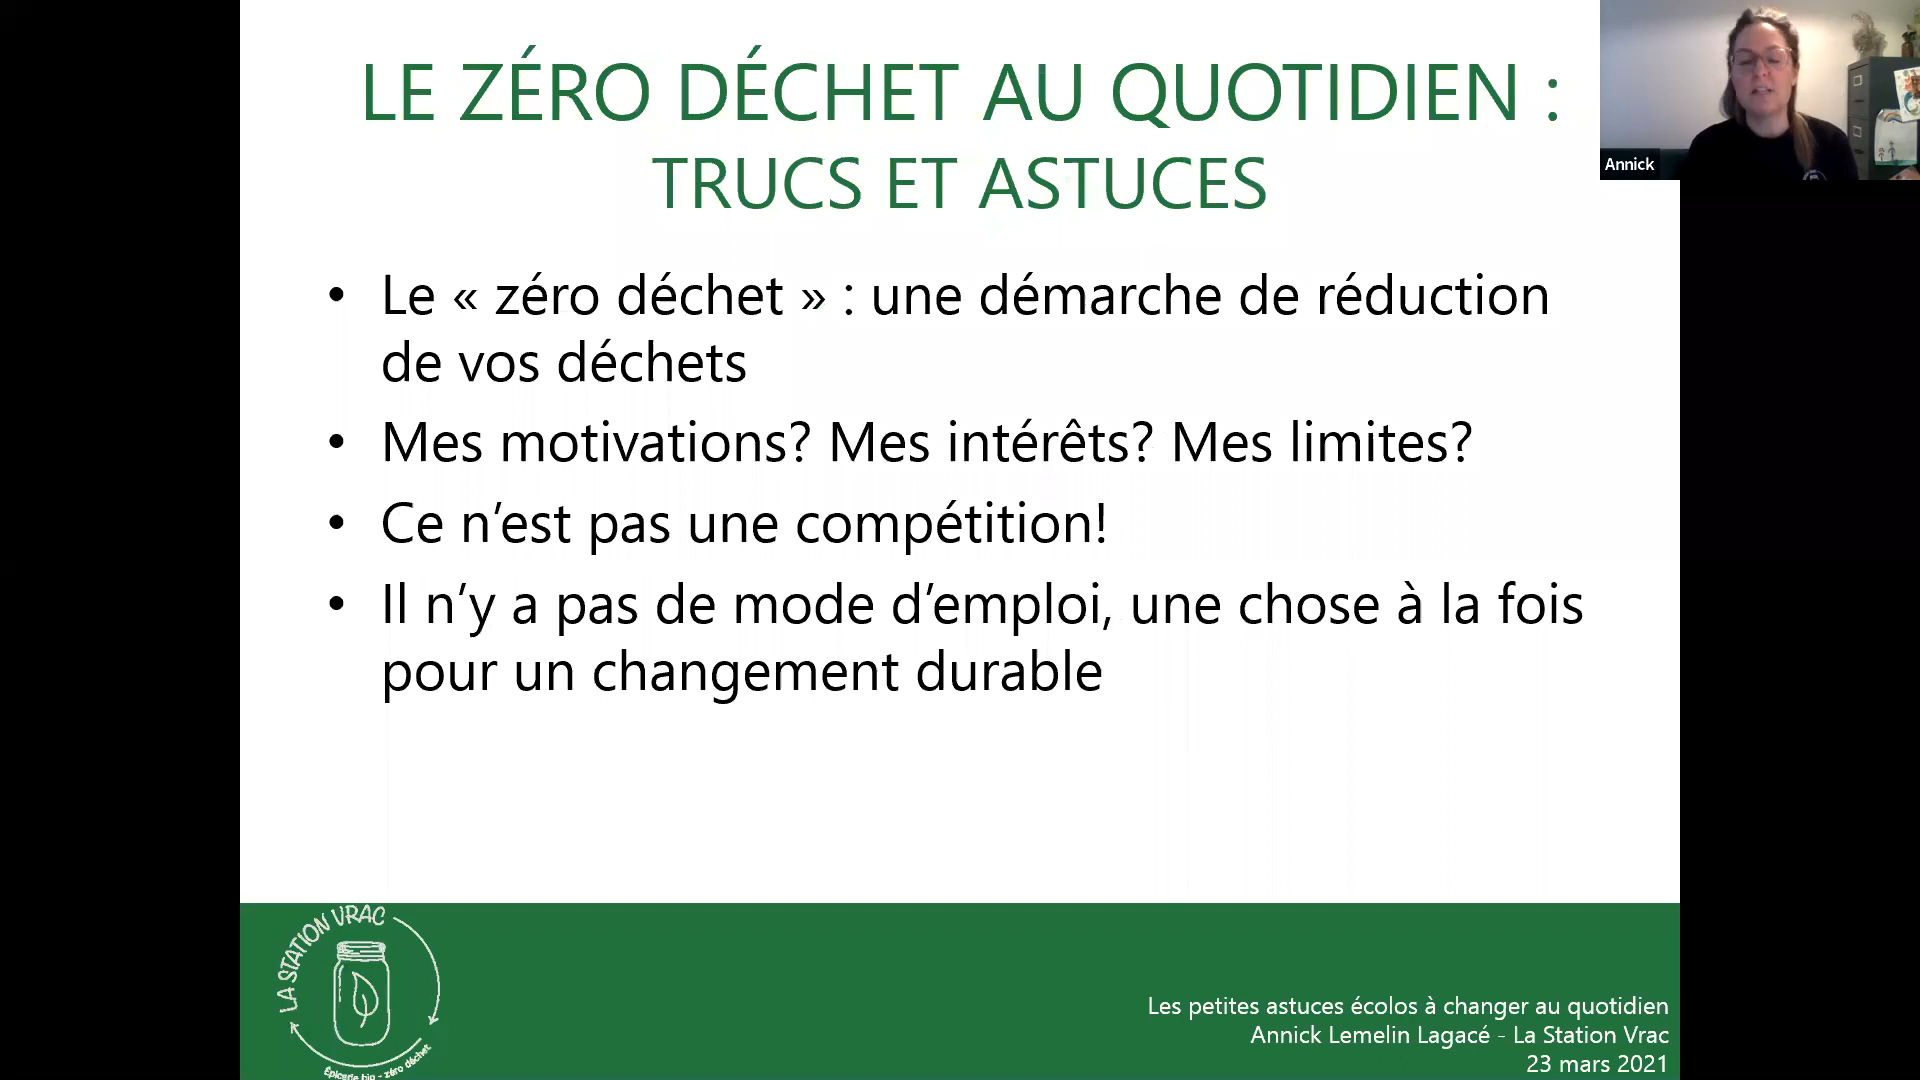 LE ZÉRO DÉCHET AU QUOTIDIEN :
TRUCS ET ASTUCES
Annick
• Le « zéro déchet » : une démarche de réduction
de vos déchets
• Mes motivations? Mes intérêts? Mes limites?
• Ce n’est pas une compétition!
• Il n’y a pas de mode d’emploi, une chose à la fois
pour un changement durable
LA STATION VRAC
Épicerie bio - zéro déchet
Les petites astuces écolos à changer au quotidien
Annick Lemelin Lagacé - La Station Vrac
23 mars 2021